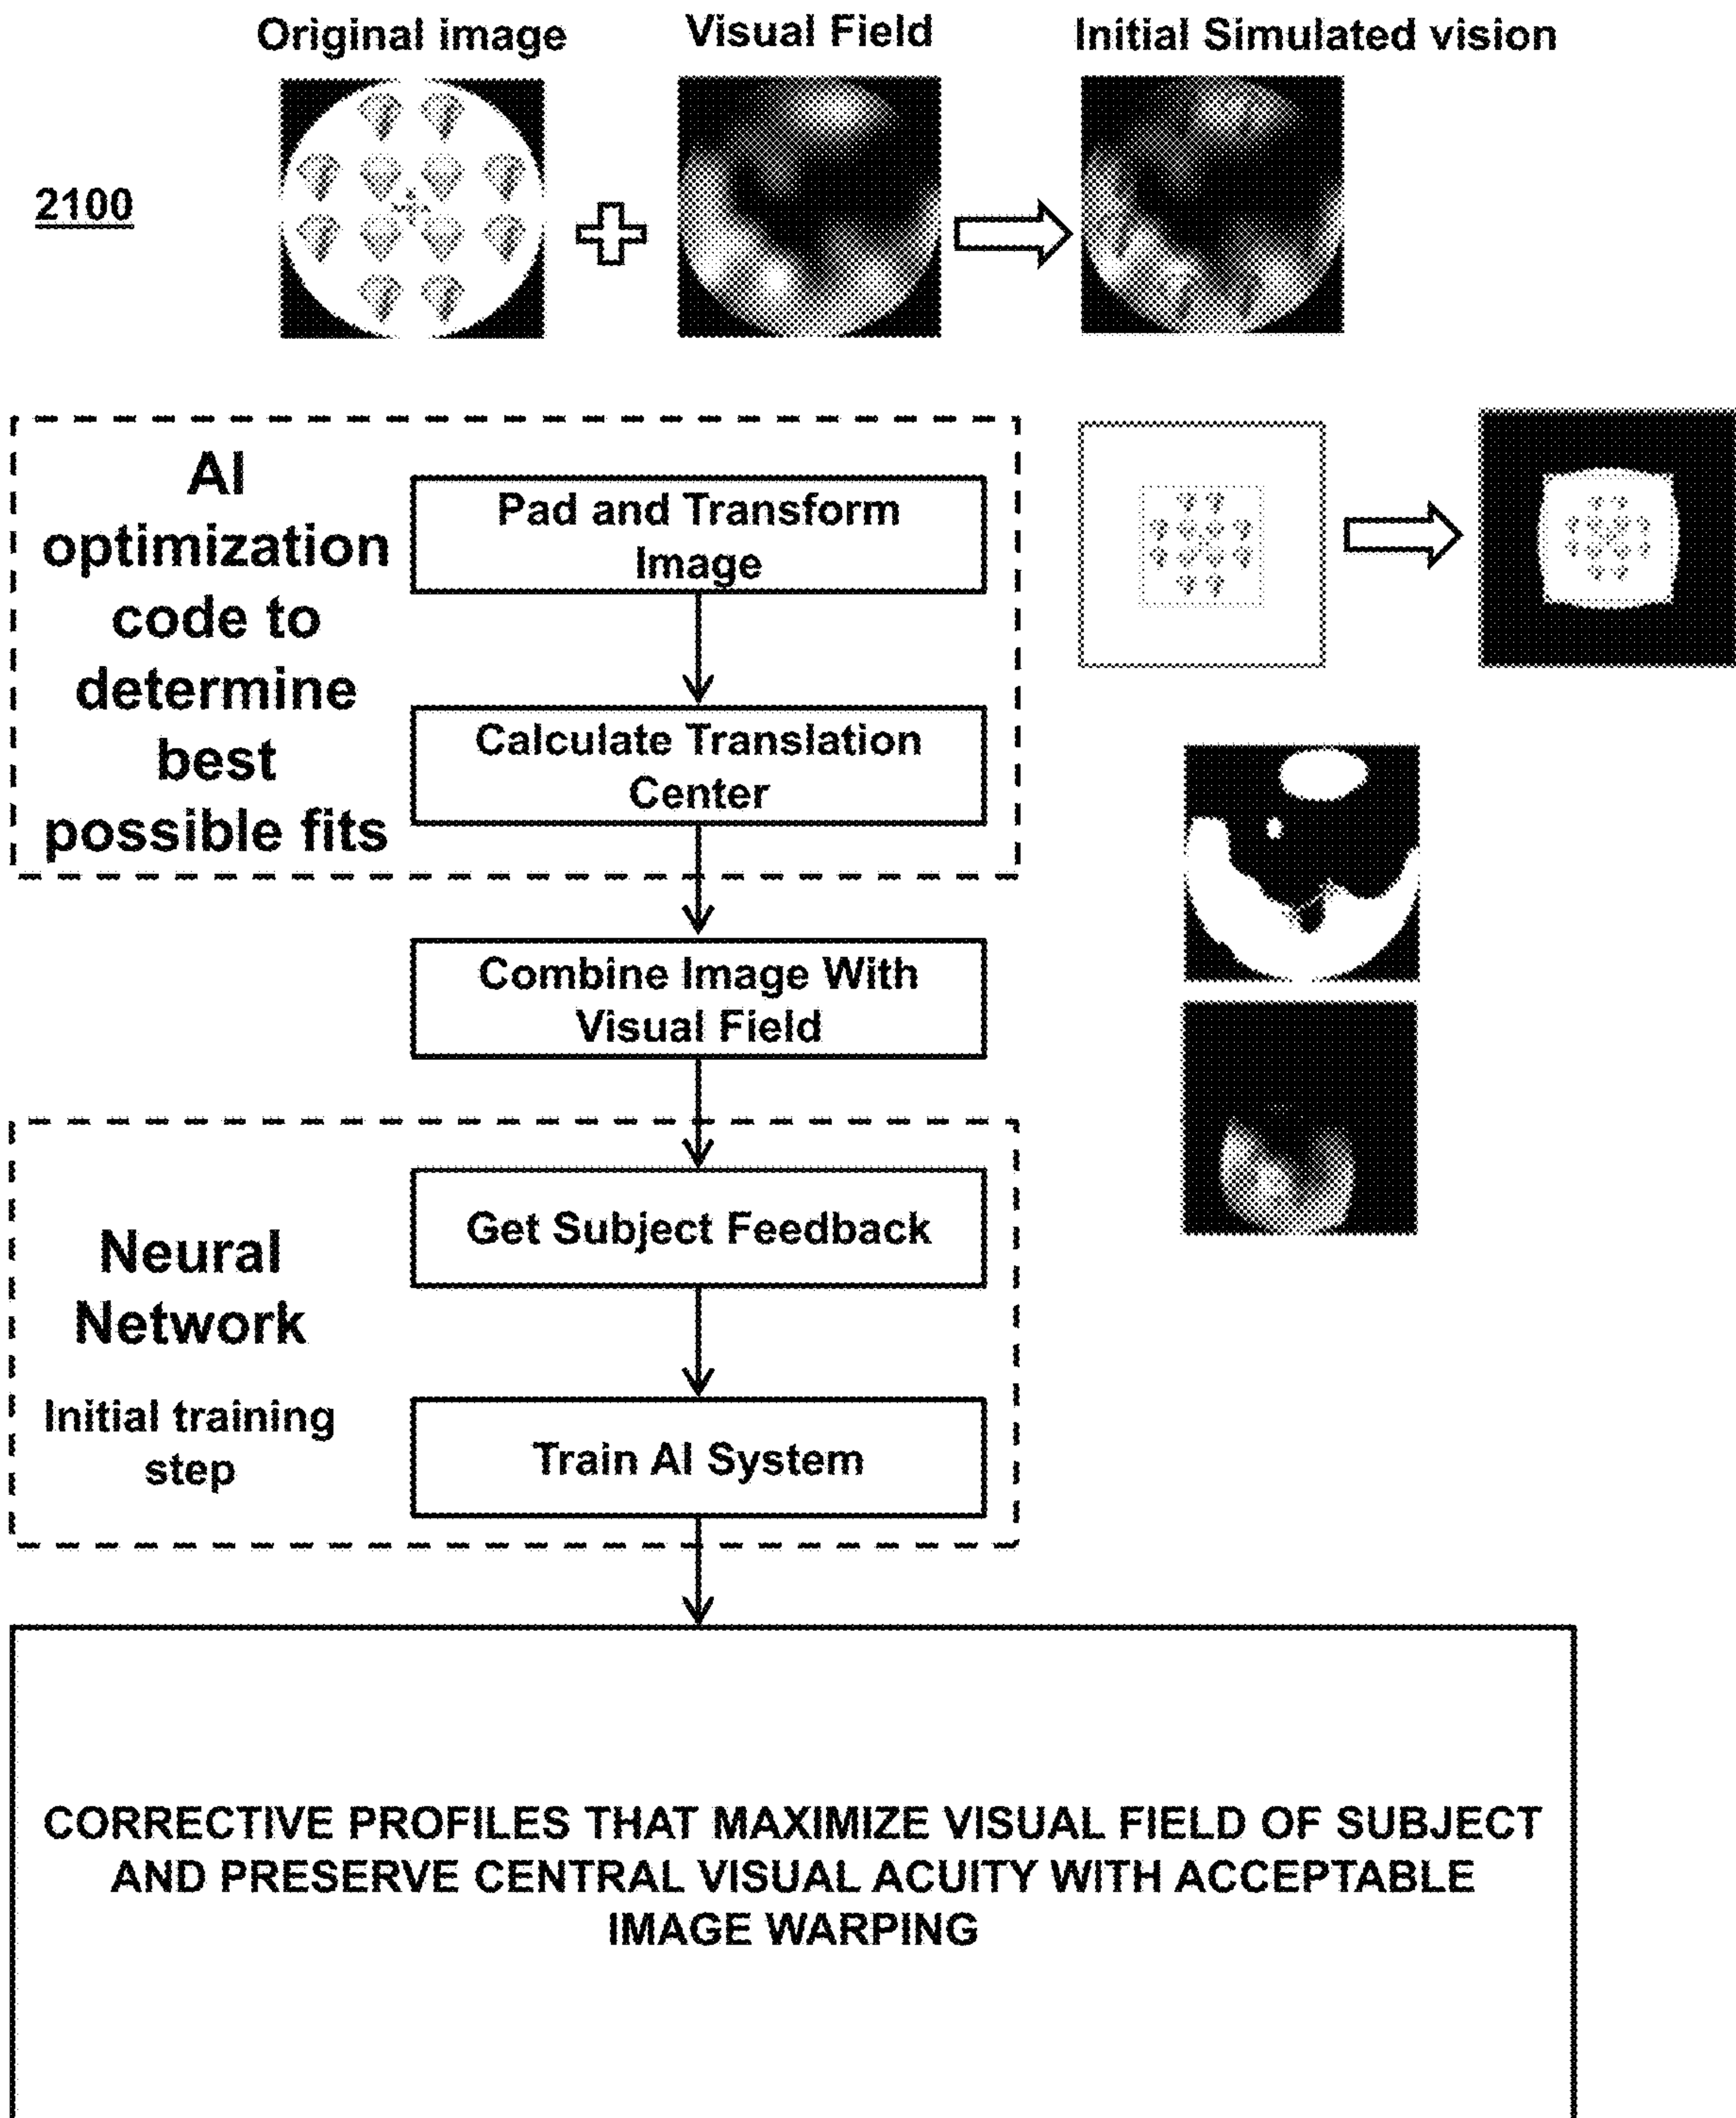 Original image
Visual Field
Initial Simulated vision
2100
AI
optimization
code to
determine
best
possible fits
Pad and Transform
Image
Calculate Translation
Center
Combine Image With
Visual Field
Neural
Network
Initial training
step
Get Subject Feedback
Train AI System
CORRECTIVE PROFILES THAT MAXIMIZE VISUAL FIELD OF SUBJECT
AND PRESERVE CENTRAL VISUAL ACUITY WITH ACCEPTABLE
IMAGE WARPING